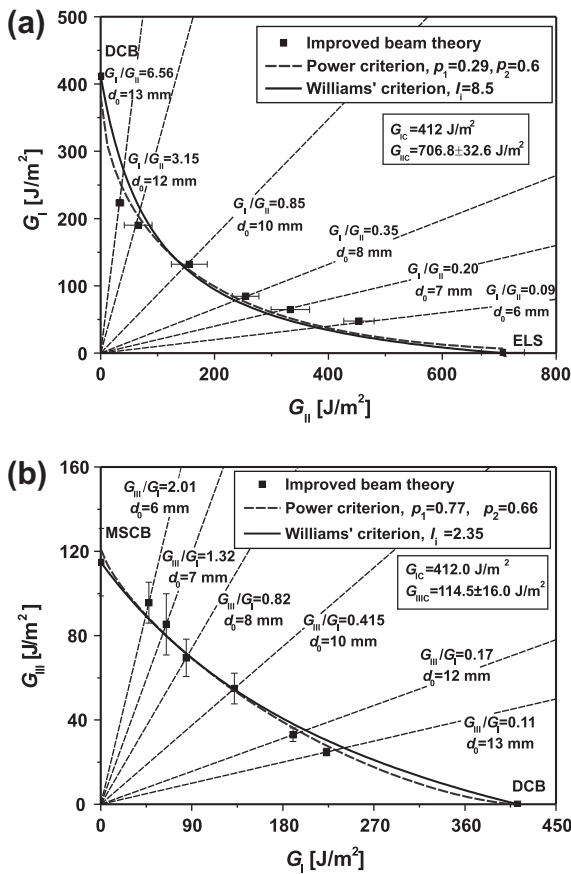 (a)
500
400
300
200
100
0
G_I [J/m²]
DCB
G_I/G_II=6.56
d_0=13 mm
G_I/G_II=3.15
d_0=12 mm
G_I/G_II=0.85
d_0=10 mm
G_I/G_II=0.35
d_0=8 mm
G_I/G_II=0.20
d_0=7 mm
G_I/G_II=0.09
d_0=6 mm
ELS
Improved beam theory
Power criterion, p_1=0.29, p_2=0.6
Williams' criterion, I_i=8.5
G_IC=412 J/m²
G_IIC=706.8±32.6 J/m²
0 200 400 600 800
G_II [J/m²]
(b)
160
120
80
40
0
G_III [J/m²]
MSCB
G_III/G_I=2.01
d_0=6 mm
G_III/G_I=1.32
d_0=7 mm
G_III/G_I=0.82
d_0=8 mm
G_III/G_I=0.415
d_0=10 mm
G_III/G_I=0.17
d_0=12 mm
G_III/G_I=0.11
d_0=13 mm
DCB
Improved beam theory
Power criterion, p_1=0.77, p_2=0.66
Williams' criterion, I_i=2.35
G_IC=412.0 J/m²
G_IIIC=114.5±16.0 J/m²
0 90 180 270 360 450
G_I [J/m²]